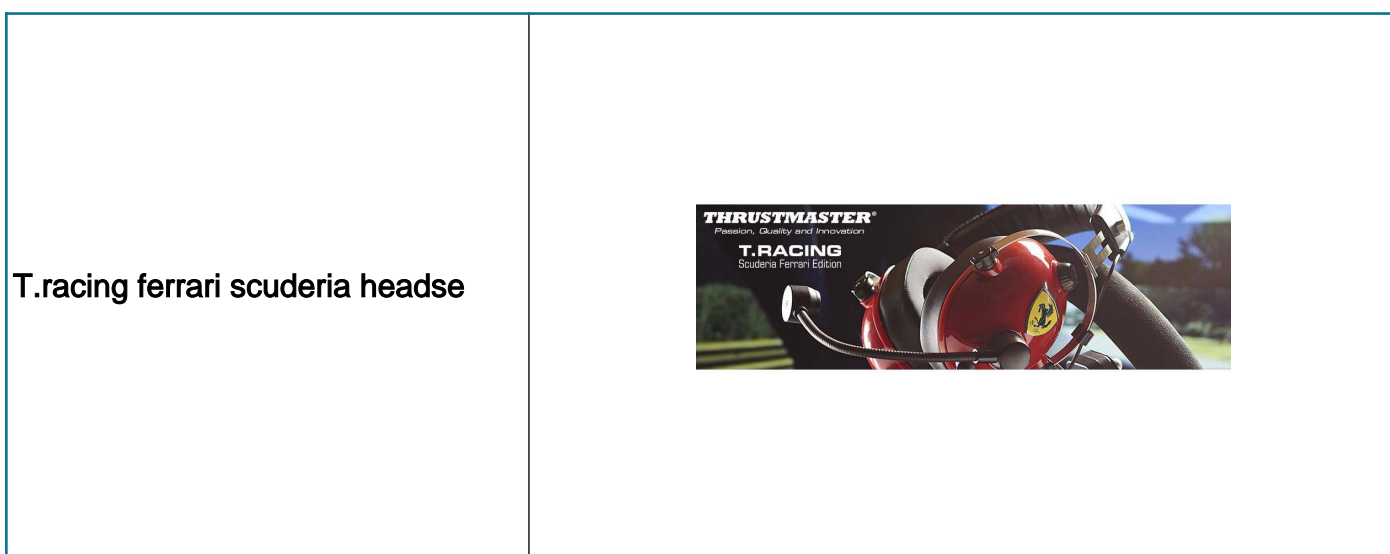 T.racing ferrari scuderia headse
THRUSTMASTER®
Passion, Quality and Innovation
T.RACING
Scuderia Ferrari Edition